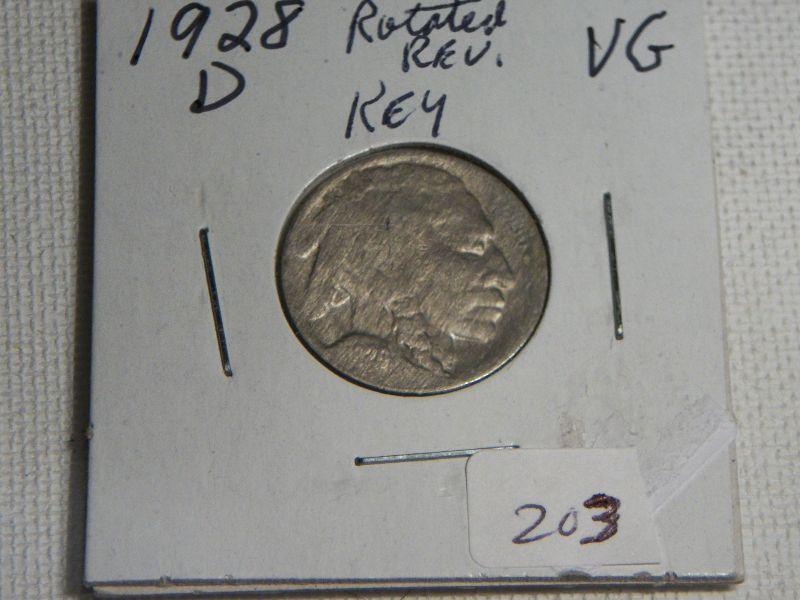 1928 Rotated VG
D REV.
KEY
203